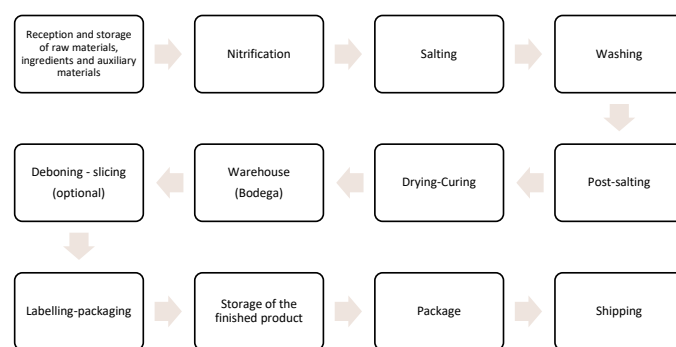 Reception and storage
of raw materials,
ingredients and auxiliary
materials
Nitrification
Salting
Washing
Post-salting
Drying-Curing
Warehouse
(Bodega)
Deboning - slicing
(optional)
Labelling-packaging
Storage of the
finished product
Package
Shipping